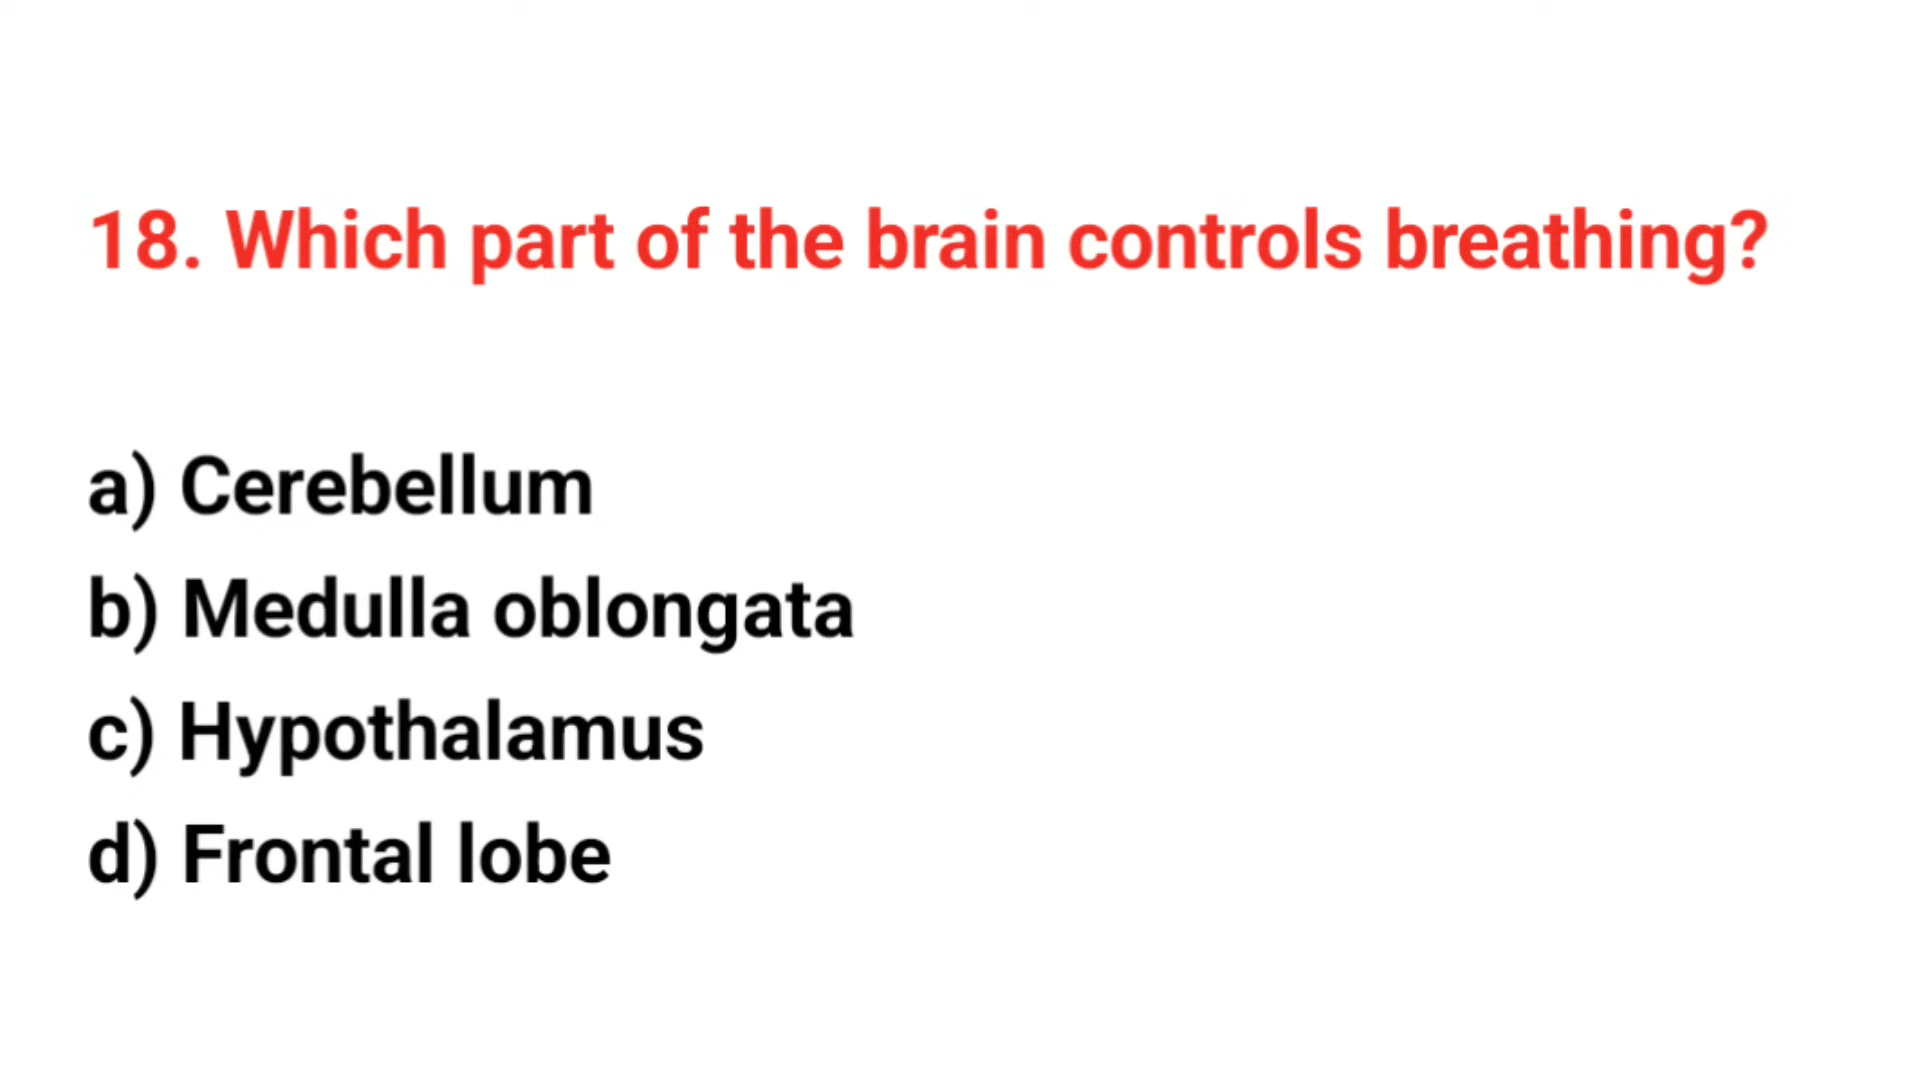 18. Which part of the brain controls breathing?
a) Cerebellum
b) Medulla oblongata
c) Hypothalamus
d) Frontal lobe